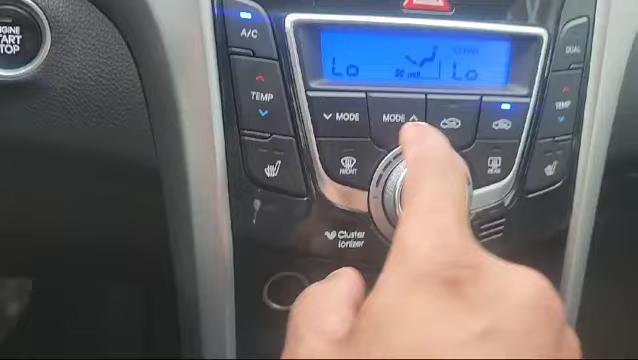 ENGINE
START
STOP
A/C
Lo
Lo
DUAL
TEMP
MODE
MODE
TEMP
FRONT
REAR
Cluster
ionizer